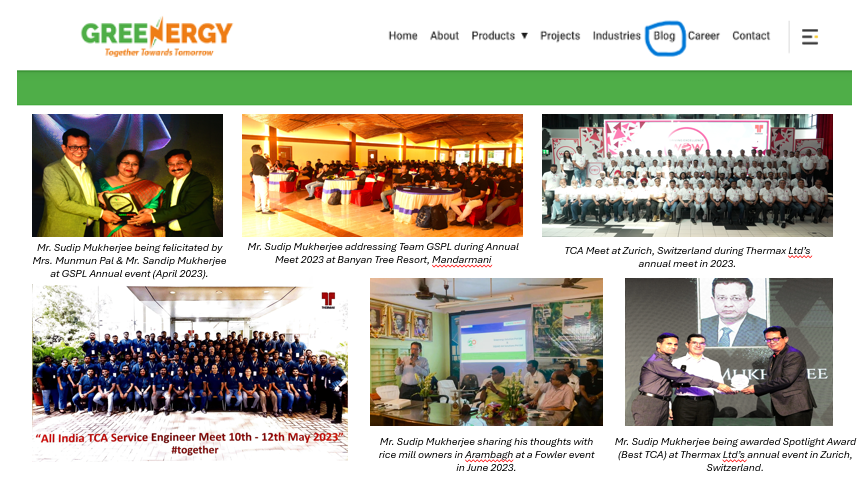 GREENERGY
Together Towards Tomorrow
Home About Products ▼ Projects Industries Blog Career Contact
Mr. Sudip Mukherjee being felicitated by
Mrs. Munmun Pal & Mr. Sandip Mukherjee
at GSPL Annual event (April 2023).
Mr. Sudip Mukherjee addressing Team GSPL during Annual
Meet 2023 at Banyan Tree Resort, Mandarmani
TCA Meet at Zurich, Switzerland during Thermax Ltd's
annual meet in 2023.
THERMAX
"All India TCA Service Engineer Meet 10th - 12th May 2023"
#together
Mr. Sudip Mukherjee sharing his thoughts with
rice mill owners in Arambagh at a Fowler event
in June 2023.
Mr. Sudip Mukherjee being awarded Spotlight Award
(Best TCA) at Thermax Ltd's annual event in Zurich,
Switzerland.